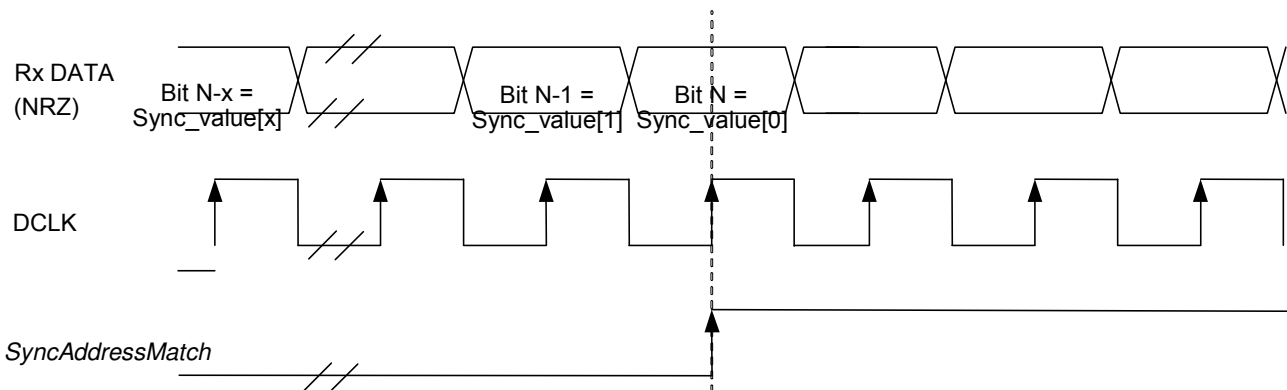 Rx DATA
(NRZ)
Bit N-x =
Sync_value[x]
Bit N-1 =
Sync_value[1]
Bit N =
Sync_value[0]
DCLK
SyncAddressMatch